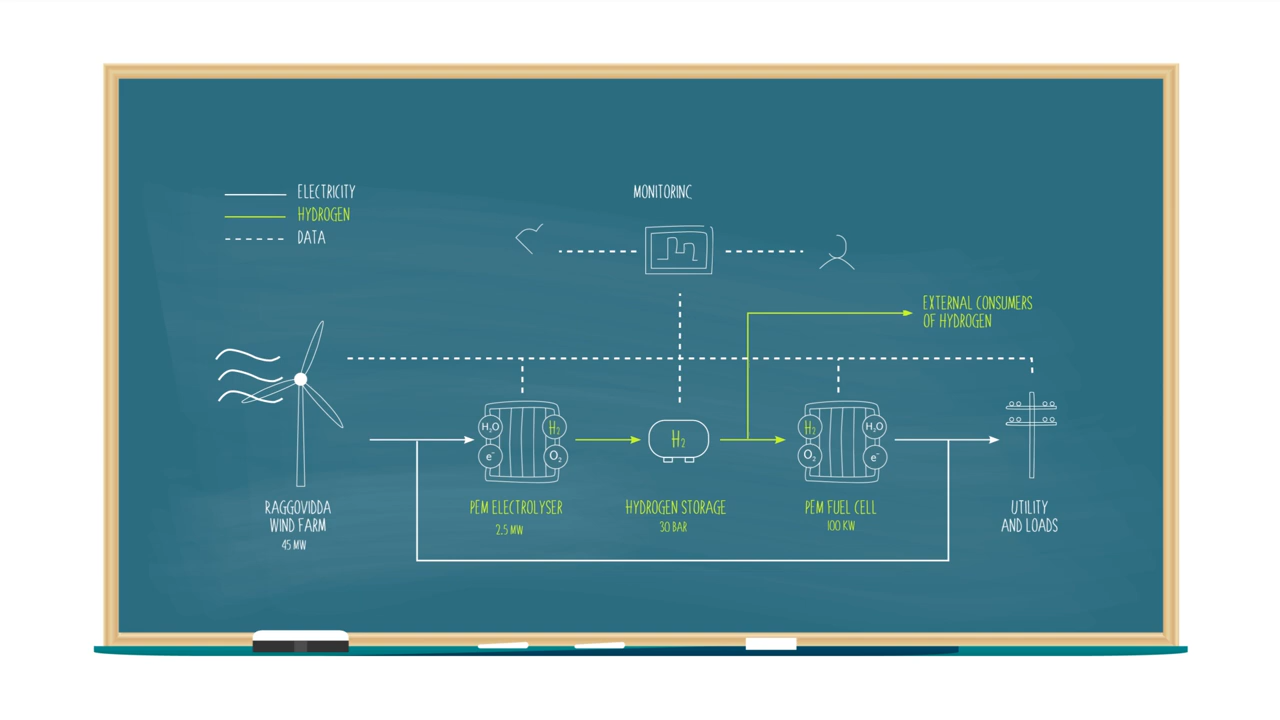 ELECTRICITY
HYDROGEN
DATA
MONITORING
EXTERNAL CONSUMERS
OF HYDROGEN
H₂O
H₂
e⁻
O₂
H₂
H₂
H₂O
O₂
e⁻
RAGGOVIDDA
WIND FARM
45 MW
PEM ELECTROLYSER
2.5 MW
HYDROGEN STORAGE
30 BAR
PEM FUEL CELL
100 KW
UTILITY
AND LOADS